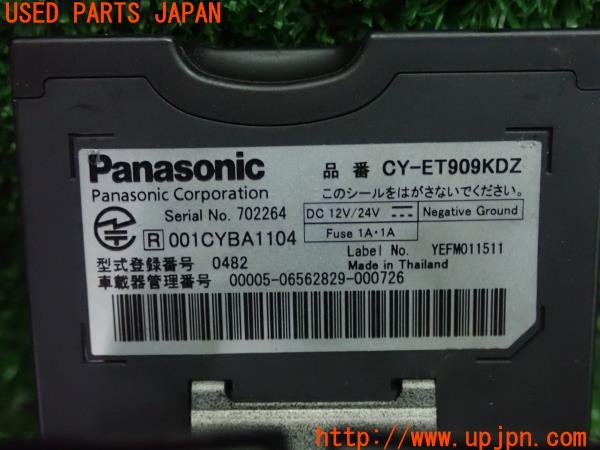 USED PARTS JAPAN
Panasonic
品番 CY-ET909KDZ
Panasonic Corporation
このシールをはがさないでください。
Serial No. 702264
DC 12V/24V Negative Ground
R 001CYBA1104
Fuse 1A・1A
Label No. YEFM011511
型式登録番号 0482
Made in Thailand
車載器管理番号 00005-06562829-000726
U.P.J
パーツ
http://www.upjpn.com